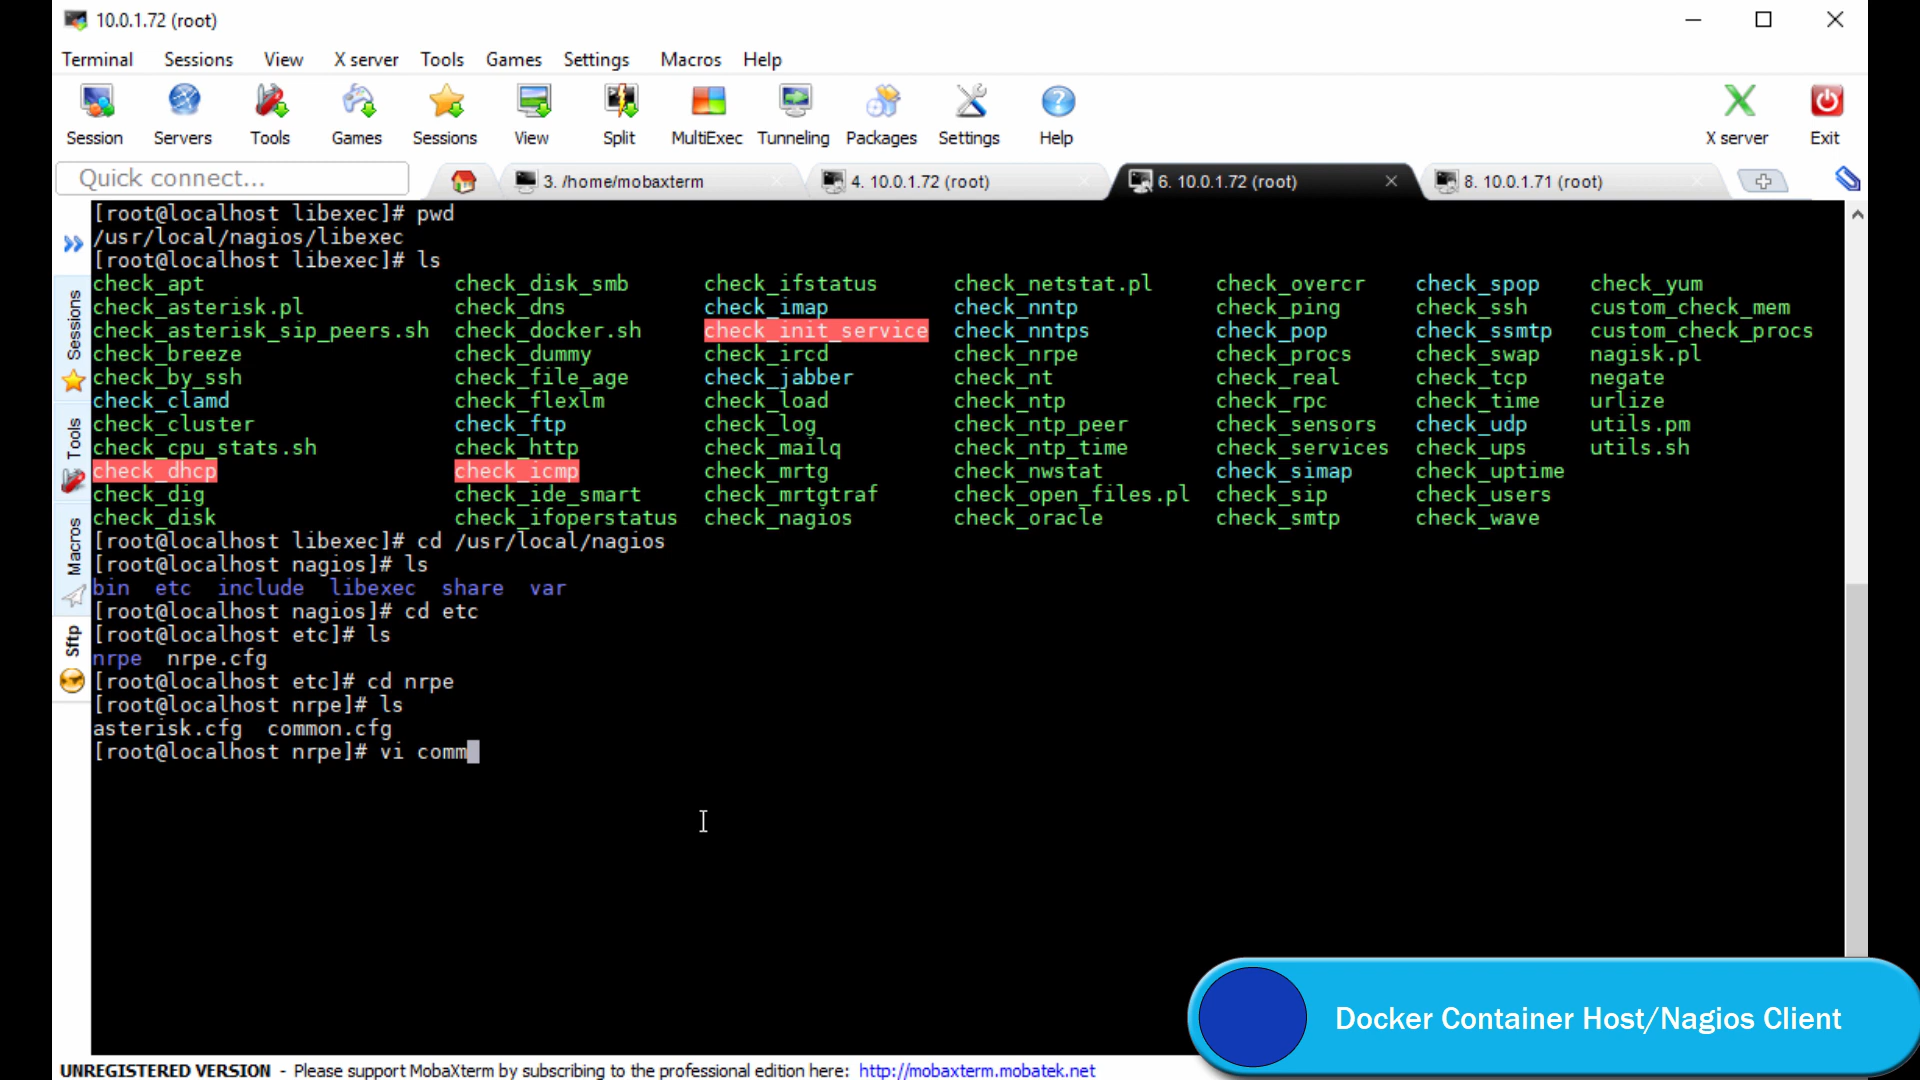 10.0.1.72 (root)
Terminal Sessions View X server Tools Games Settings Macros Help
Session Servers Tools Games Sessions View Split MultiExec Tunneling Packages Settings Help X server Exit
Quick connect... 3. /home/mobaxterm 4. 10.0.1.72 (root) 6. 10.0.1.72 (root) 8. 10.0.1.71 (root)
Sessions
Tools
Macros
Sftp
[root@localhost libexec]# pwd
/usr/local/nagios/libexec
[root@localhost libexec]# ls
check_apt check_disk_smb check_ifstatus check_netstat.pl check_overcr check_spop check_yum
check_asterisk.pl check_dns check_imap check_nntp check_ping check_ssh custom_check_mem
check_asterisk_sip_peers.sh check_docker.sh check_init_service check_nntps check_pop check_ssmtp custom_check_procs
check_breeze check_dummy check_ircd check_nrpe check_procs check_swap nagisk.pl
check_by_ssh check_file_age check_jabber check_nt check_real check_tcp negate
check_clamd check_flexlm check_load check_ntp check_rpc check_time urlize
check_cluster check_ftp check_log check_ntp_peer check_sensors check_udp utils.pm
check_cpu_stats.sh check_http check_mailq check_ntp_time check_services check_ups utils.sh
check_dhcp check_icmp check_mrtg check_nwstat check_simap check_uptime
check_dig check_ide_smart check_mrtgtraf check_open_files.pl check_sip check_users
check_disk check_ifoperstatus check_nagios check_oracle check_smtp check_wave
[root@localhost libexec]# cd /usr/local/nagios
[root@localhost nagios]# ls
bin etc include libexec share var
[root@localhost nagios]# cd etc
[root@localhost etc]# ls
nrpe nrpe.cfg
[root@localhost etc]# cd nrpe
[root@localhost nrpe]# ls
asterisk.cfg common.cfg
[root@localhost nrpe]# vi comm
Docker Container Host/Nagios Client
UNREGISTERED VERSION - Please support MobaXterm by subscribing to the professional edition here: http://mobaxterm.mobatek.net